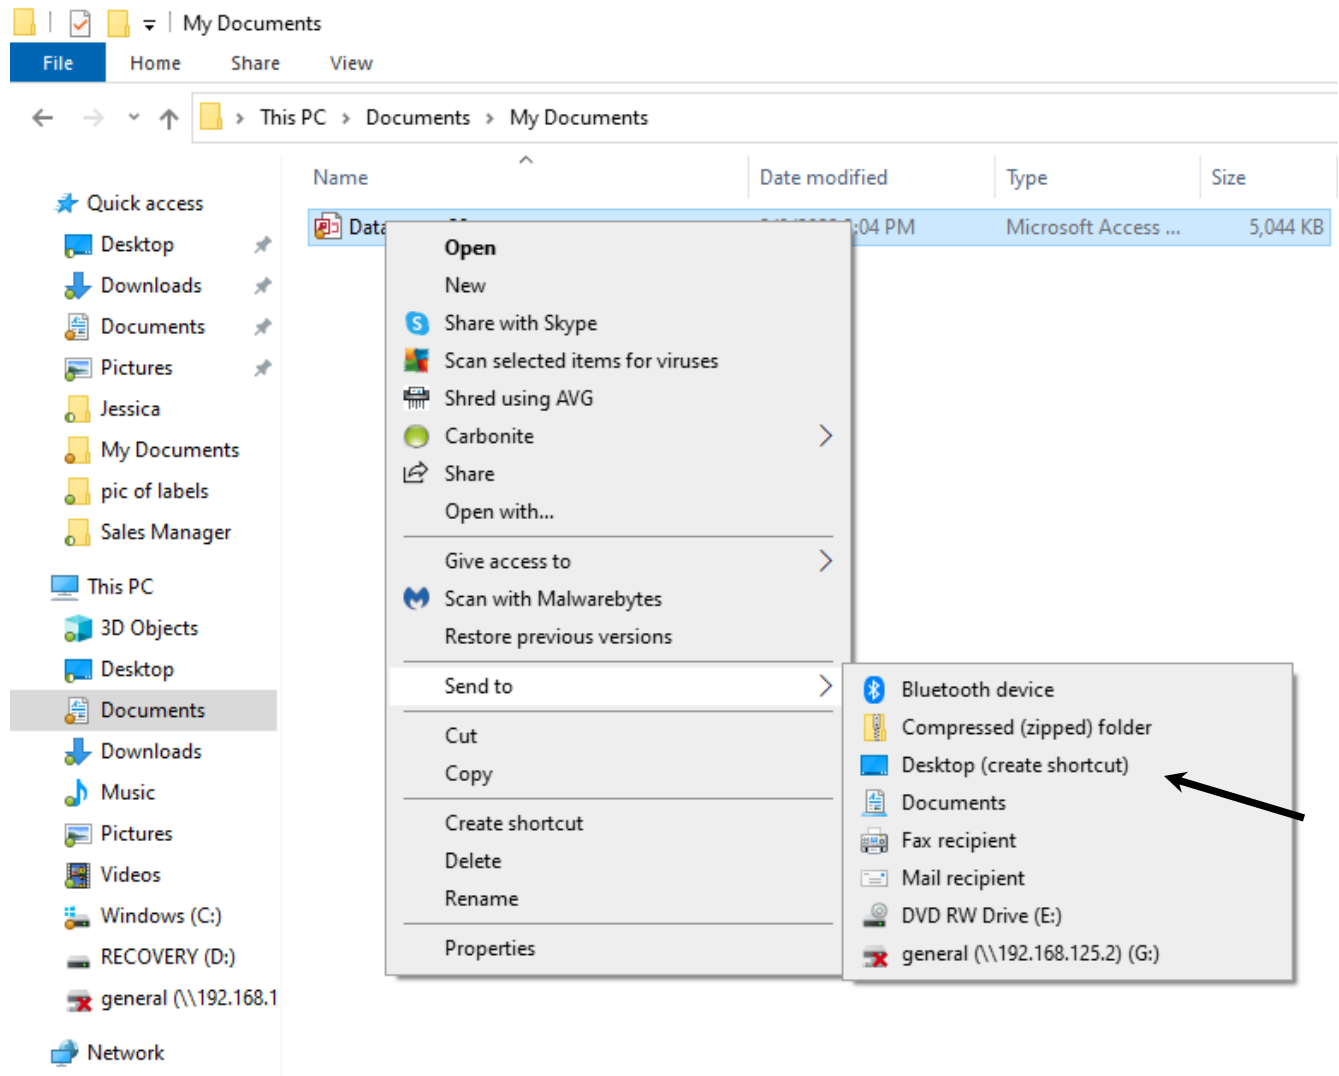 My Documents
File Home Share View
This PC > Documents > My Documents
Name Date modified Type Size
Quick access
Desktop
Downloads
Documents
Pictures
Jessica
My Documents
pic of labels
Sales Manager
This PC
3D Objects
Desktop
Documents
Downloads
Music
Pictures
Videos
Windows (C:)
RECOVERY (D:)
general (\\192.168.1
Network
Data :04 PM Microsoft Access ... 5,044 KB
Open
New
Share with Skype
Scan selected items for viruses
Shred using AVG
Carbonite
Share
Open with...
Give access to
Scan with Malwarebytes
Restore previous versions
Send to
Cut
Copy
Create shortcut
Delete
Rename
Properties
Bluetooth device
Compressed (zipped) folder
Desktop (create shortcut)
Documents
Fax recipient
Mail recipient
DVD RW Drive (E:)
general (\\192.168.125.2) (G:)